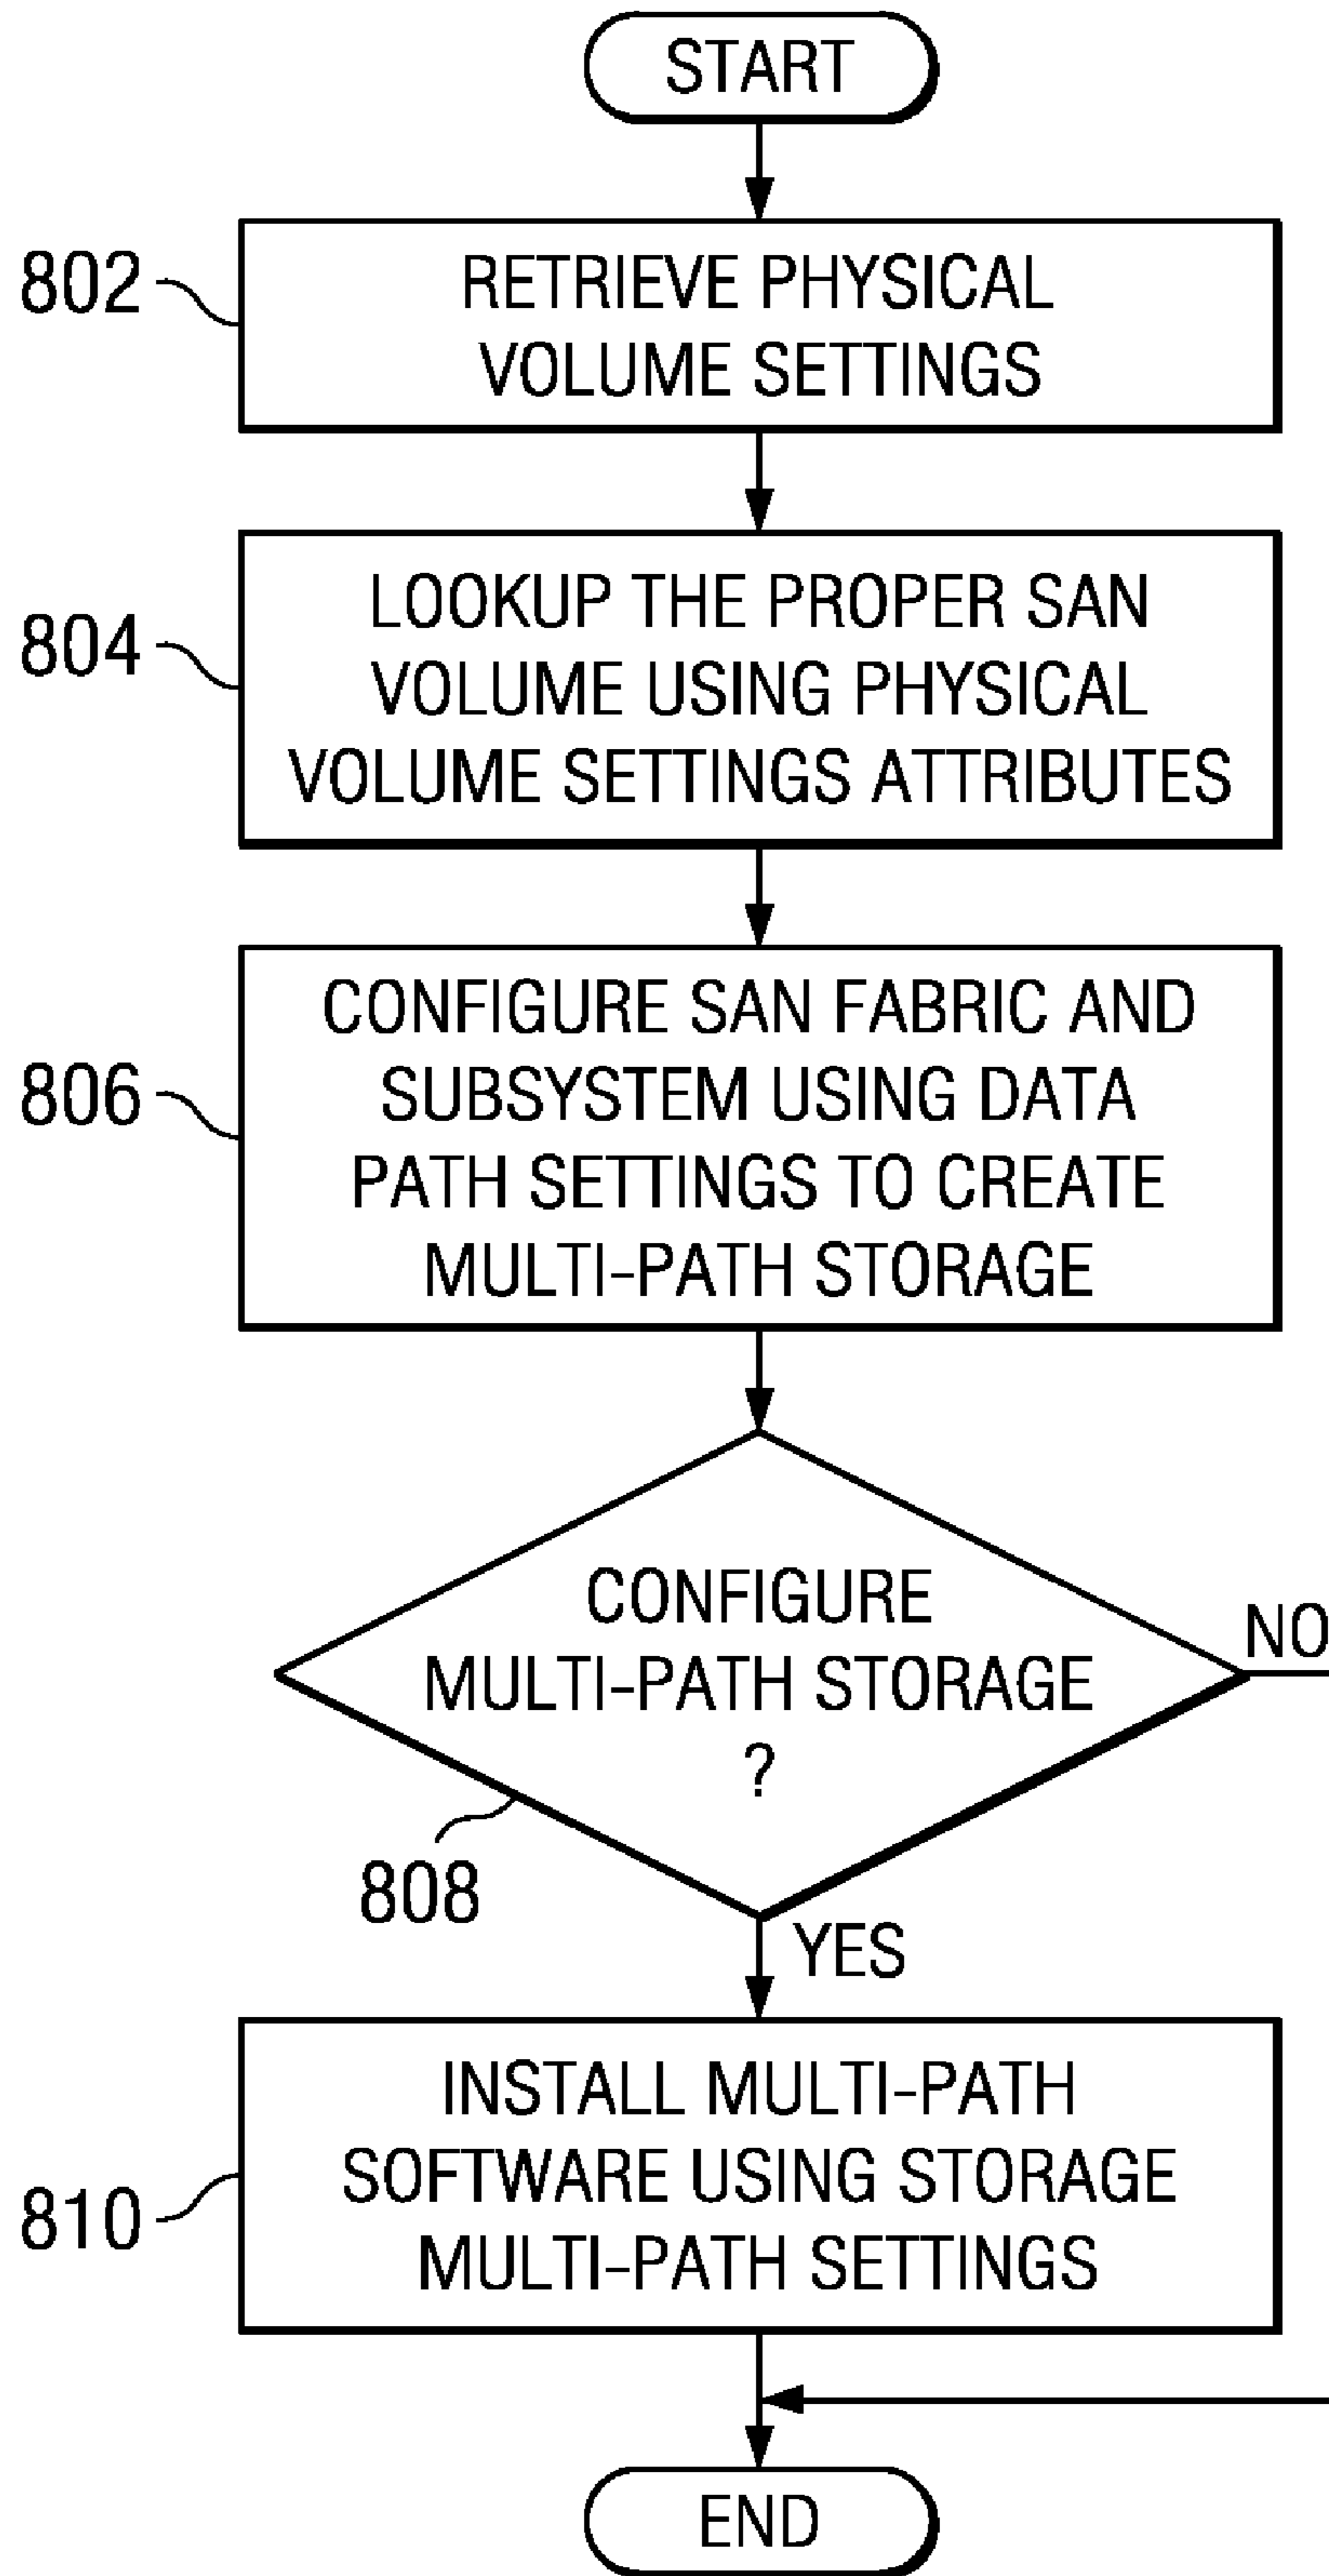 START
802
RETRIEVE PHYSICAL
VOLUME SETTINGS
804
LOOKUP THE PROPER SAN
VOLUME USING PHYSICAL
VOLUME SETTINGS ATTRIBUTES
806
CONFIGURE SAN FABRIC AND
SUBSYSTEM USING DATA
PATH SETTINGS TO CREATE
MULTI-PATH STORAGE
CONFIGURE
MULTI-PATH STORAGE
?
NO
808
YES
810
INSTALL MULTI-PATH
SOFTWARE USING STORAGE
MULTI-PATH SETTINGS
END